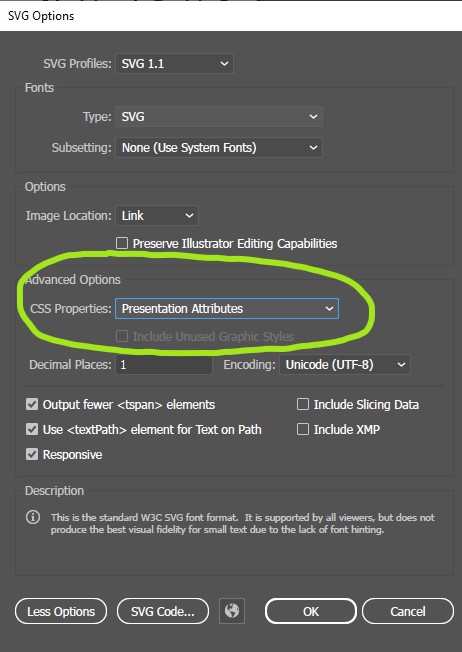 SVG Options
SVG Profiles: SVG 1.1
Fonts
Type: SVG
Subsetting: None (Use System Fonts)
Options
Image Location: Link
Preserve Illustrator Editing Capabilities
Advanced Options
CSS Properties: Presentation Attributes
Include Unused Graphic Styles
Decimal Places: 1 Encoding: Unicode (UTF-8)
Output fewer <tspan> elements Include Slicing Data
Use <textPath> element for Text on Path Include XMP
Responsive
Description
This is the standard W3C SVG font format. It is supported by all viewers, but does not
produce the best visual fidelity for small text due to the lack of font hinting.
Less Options SVG Code... OK Cancel